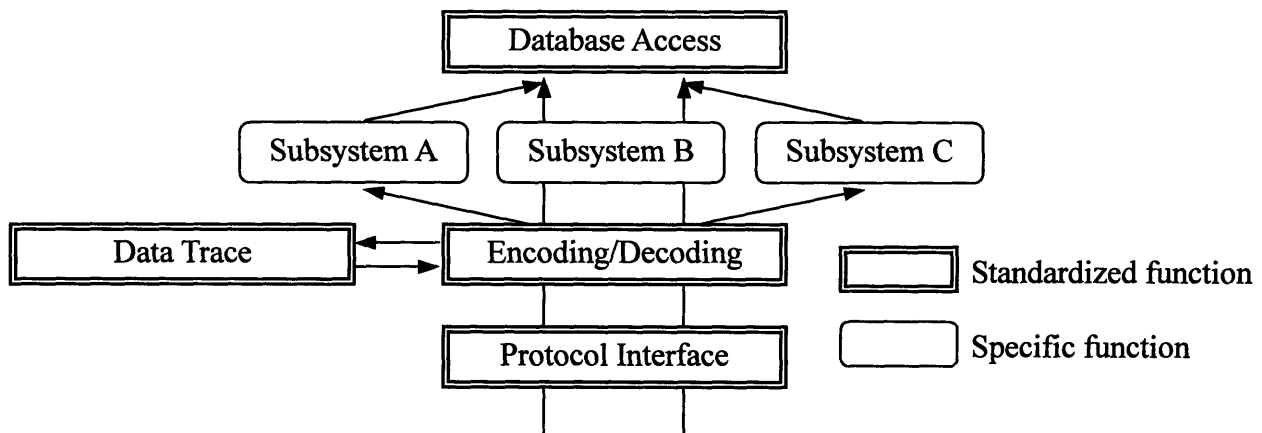 Database Access
Subsystem A
Subsystem B
Subsystem C
Data Trace
Encoding/Decoding
Standardized function
Protocol Interface
Specific function